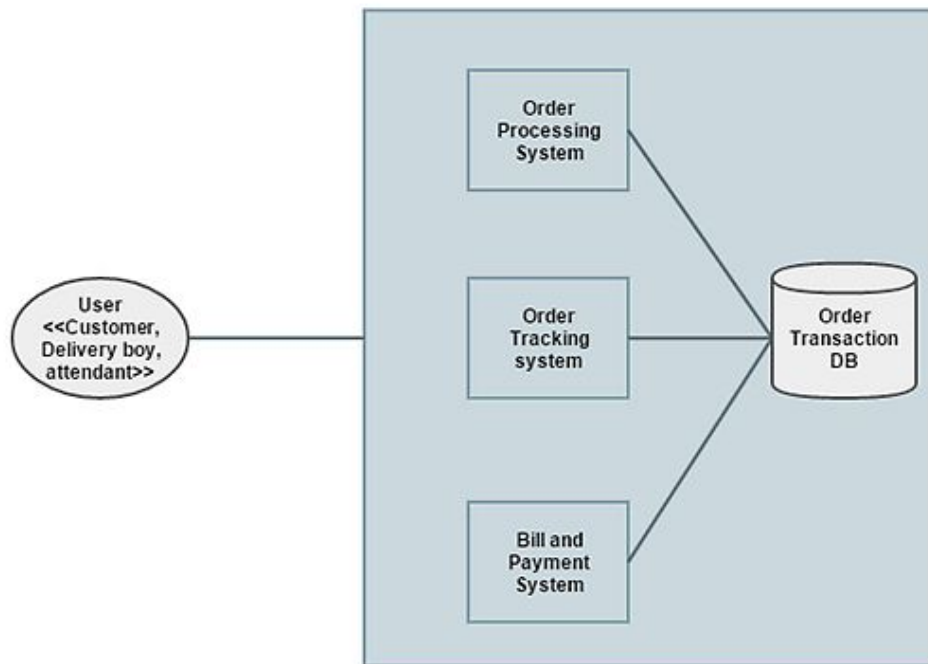 Order
Processing
System
User
<<Customer,
Delivery boy,
attendant>>
Order
Tracking
system
Order
Transaction
DB
Bill and
Payment
System